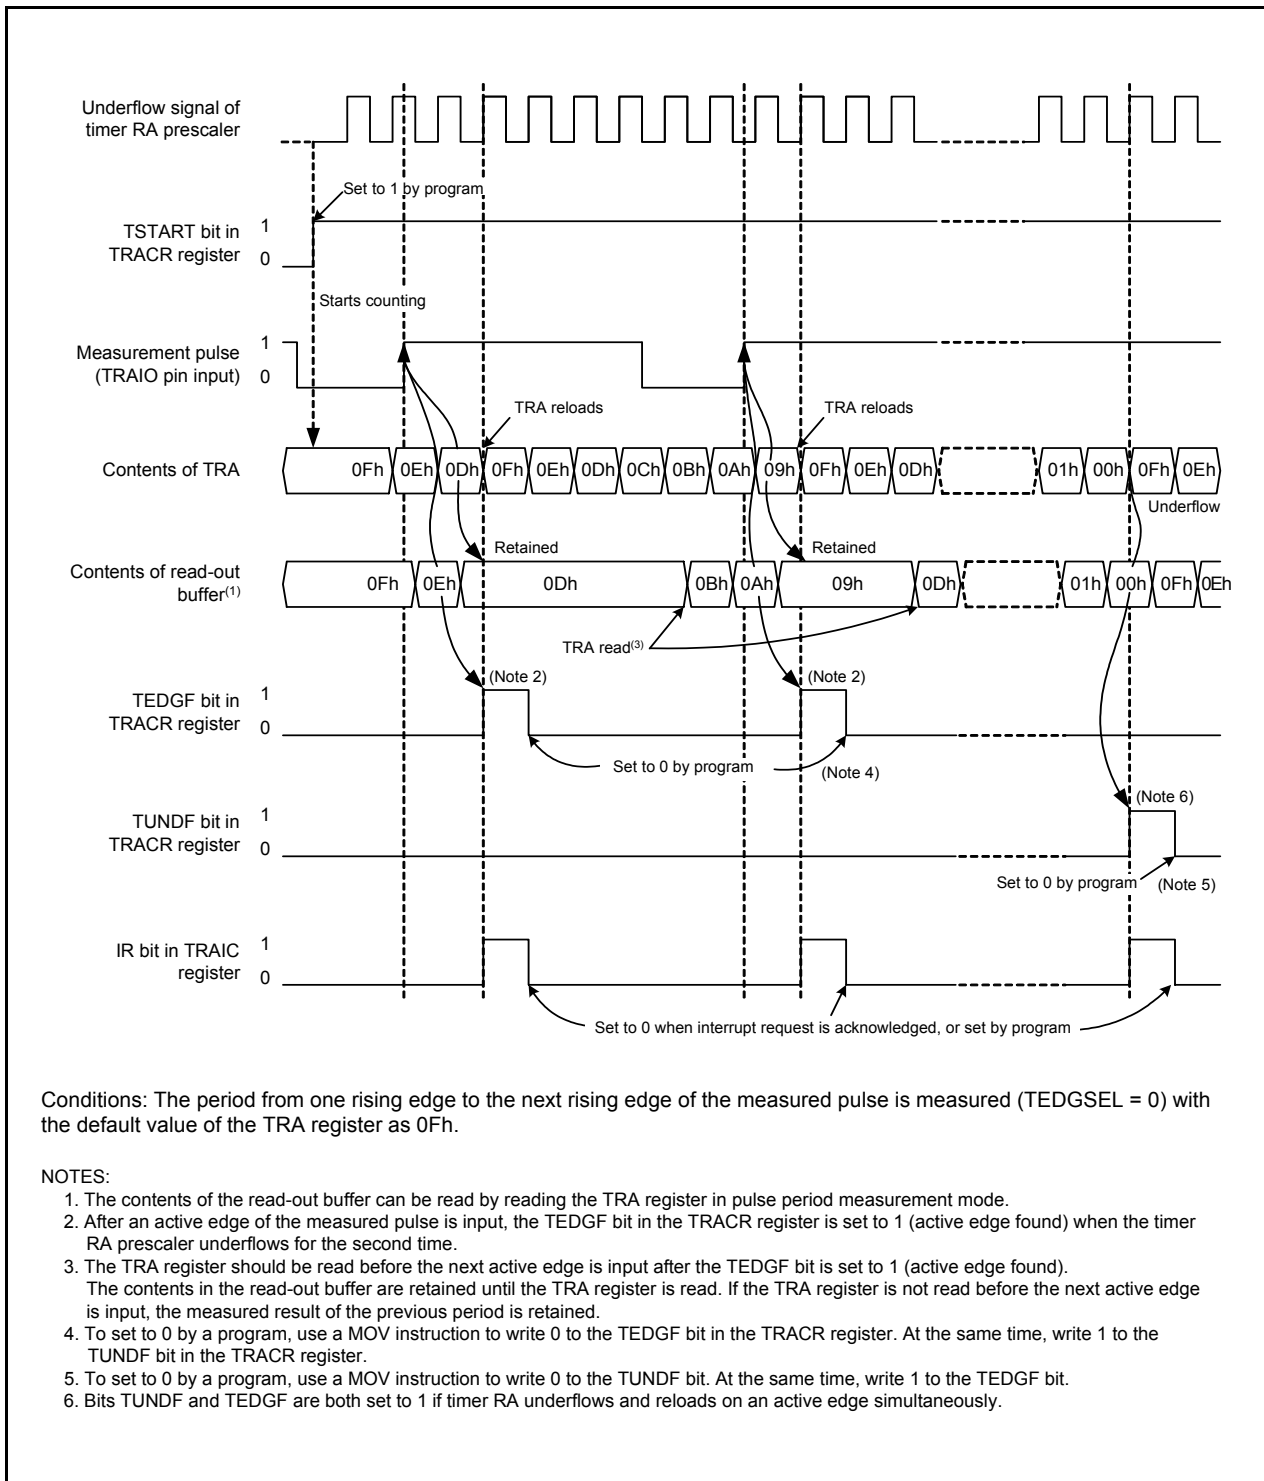 Underflow signal of
timer RA prescaler
Set to 1 by program
TSTART bit in
TRACR register
1
0
Starts counting
Measurement pulse
(TRAIO pin input)
1
0
TRA reloads
TRA reloads
Contents of TRA
0Fh 0Eh 0Dh 0Fh 0Eh 0Dh 0Ch 0Bh 0Ah 09h 0Fh 0Eh 0Dh 01h 00h 0Fh 0Eh
Underflow
Retained
Retained
Contents of read-out
buffer(1)
0Fh 0Eh 0Dh 0Bh 0Ah 09h 0Dh 01h 00h 0Fh 0Eh
TRA read(3)
(Note 2)
(Note 2)
TEDGF bit in
TRACR register
1
0
Set to 0 by program
(Note 4)
(Note 6)
TUNDF bit in
TRACR register
1
0
Set to 0 by program
(Note 5)
IR bit in TRAIC
register
1
0
Set to 0 when interrupt request is acknowledged, or set by program
Conditions: The period from one rising edge to the next rising edge of the measured pulse is measured (TEDGSEL = 0) with
the default value of the TRA register as 0Fh.
NOTES:
1. The contents of the read-out buffer can be read by reading the TRA register in pulse period measurement mode.
2. After an active edge of the measured pulse is input, the TEDGF bit in the TRACR register is set to 1 (active edge found) when the timer
RA prescaler underflows for the second time.
3. The TRA register should be read before the next active edge is input after the TEDGF bit is set to 1 (active edge found).
The contents in the read-out buffer are retained until the TRA register is read. If the TRA register is not read before the next active edge
is input, the measured result of the previous period is retained.
4. To set to 0 by a program, use a MOV instruction to write 0 to the TEDGF bit in the TRACR register. At the same time, write 1 to the
TUNDF bit in the TRACR register.
5. To set to 0 by a program, use a MOV instruction to write 0 to the TUNDF bit. At the same time, write 1 to the TEDGF bit.
6. Bits TUNDF and TEDGF are both set to 1 if timer RA underflows and reloads on an active edge simultaneously.